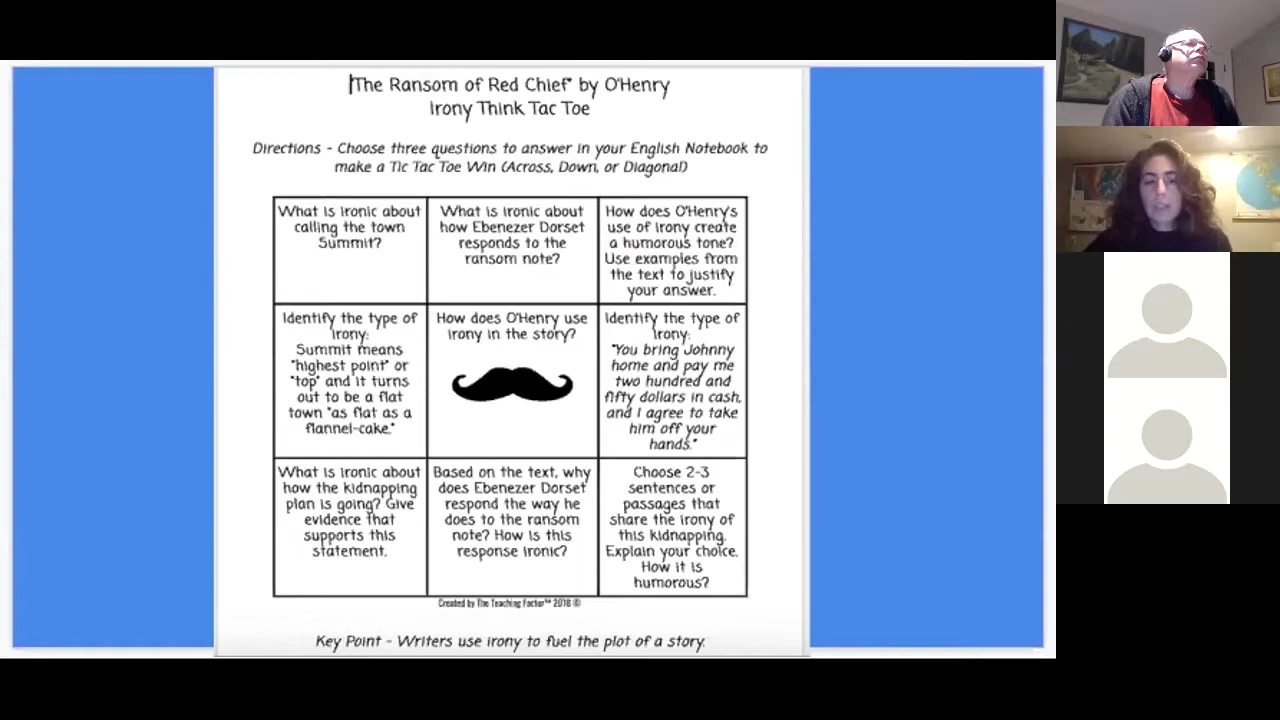 "The Ransom of Red Chief" by O'Henry
Irony Think Tac Toe
Directions - Choose three questions to answer in your English Notebook to
make a Tic Tac Toe Win (Across, Down, or Diagonal)
What is ironic about
calling the town
Summit?
What is ironic about
how Ebenezer Dorset
responds to the
ransom note?
How does O'Henry's
use of irony create
a humorous tone?
Use examples from
the text to justify
your answer.
Identify the type of
irony:
Summit means
"highest point" or
"top" and it turns
out to be a flat
town "as flat as a
flannel-cake."
How does O'Henry use
irony in the story?
Identify the type of
irony:
"You bring Johnny
home and pay me
two hundred and
fifty dollars in cash,
and I agree to take
him off your
hands."
What is ironic about
how the kidnapping
plan is going? Give
evidence that
supports this
statement.
Based on the text, why
does Ebenezer Dorset
respond the way he
does to the ransom
note? How is this
response ironic?
Choose 2-3
sentences or
passages that
share the irony of
this kidnapping.
Explain your choice.
How it is
humorous?
Created by The Teaching Factor™ 2018 ©
Key Point - Writers use irony to fuel the plot of a story.